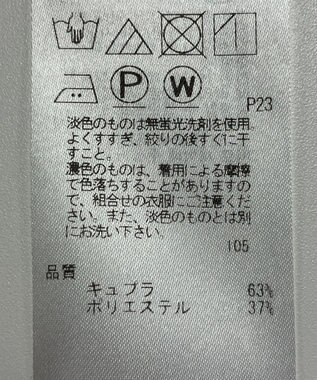 P W
P23
淡色のものは無蛍光洗剤を使用。
よくすすぎ、絞りの後すぐに干
すこと。
濃色のものは、着用による摩擦
で色落ちすることがありますの
で、組合せの衣服にご注意くだ
さい。また、淡色のものとは別
にお洗い下さい。
105
品質
キュプラ 63%
ポリエステル 37%